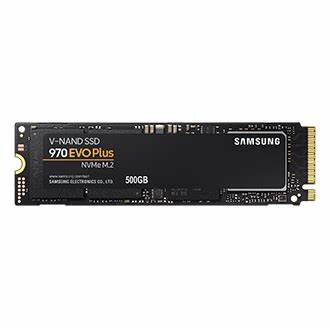 V-NAND SSD
970 EVO Plus
NVMe M.2
SAMSUNG
SAMSUNG ELECTRONICS CO., LTD.
500GB